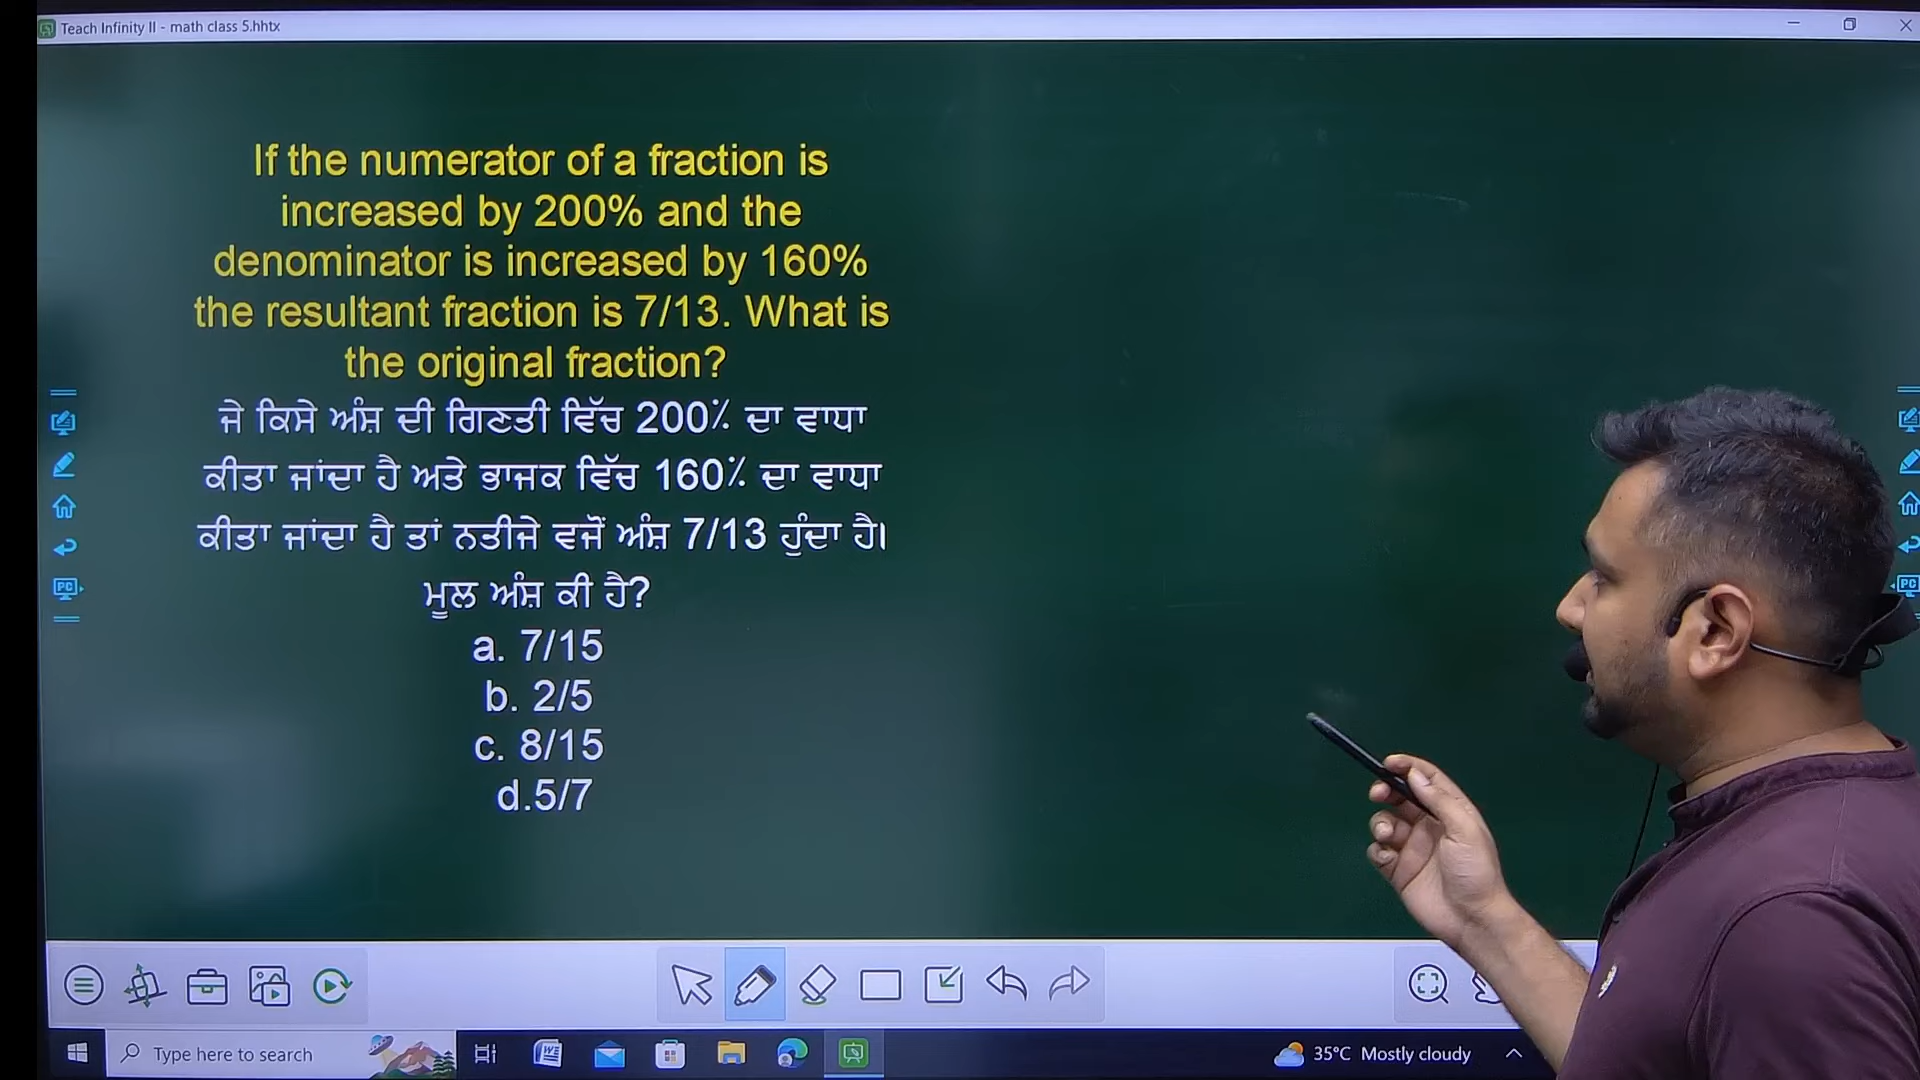 Teach Infinity II - math class 5.hhtx
If the numerator of a fraction is
increased by 200% and the
denominator is increased by 160%
the resultant fraction is 7/13. What is
the original fraction?
ਜੇ ਕਿਸੇ ਅੰਸ਼ ਦੀ ਗਿਣਤੀ ਵਿੱਚ 200٪ ਦਾ ਵਾਧਾ
ਕੀਤਾ ਜਾਂਦਾ ਹੈ ਅਤੇ ਭਾਜਕ ਵਿੱਚ 160٪ ਦਾ ਵਾਧਾ
ਕੀਤਾ ਜਾਂਦਾ ਹੈ ਤਾਂ ਨਤੀਜੇ ਵਜੋਂ ਅੰਸ਼ 7/13 ਹੁੰਦਾ ਹੈ।
ਮੂਲ ਅੰਸ਼ ਕੀ ਹੈ?
a. 7/15
b. 2/5
c. 8/15
d.5/7
PC
PC
Type here to search
35°C Mostly cloudy